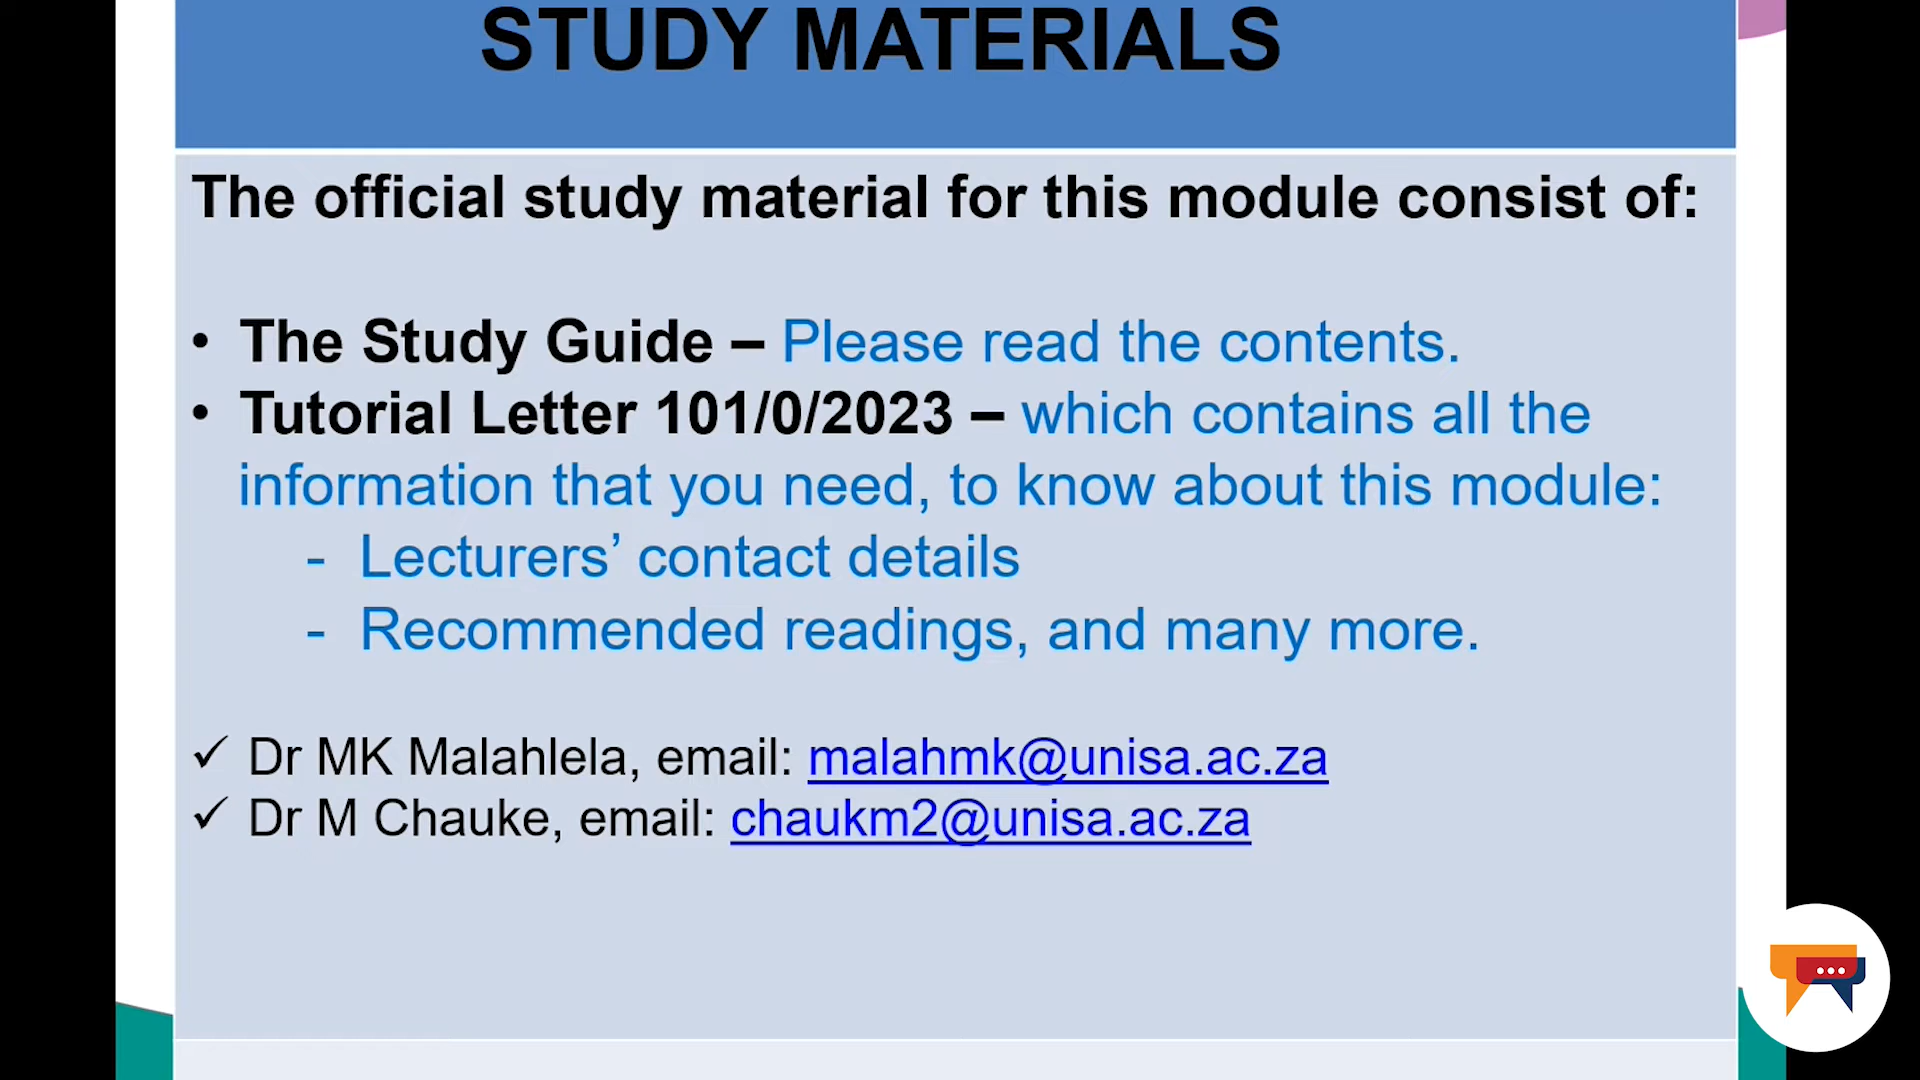 STUDY MATERIALS
The official study material for this module consist of:
• The Study Guide – Please read the contents.
• Tutorial Letter 101/0/2023 – which contains all the
information that you need, to know about this module:
- Lecturers’ contact details
- Recommended readings, and many more.
✓ Dr MK Malahlela, email: malahmk@unisa.ac.za
✓ Dr M Chauke, email: chaukm2@unisa.ac.za